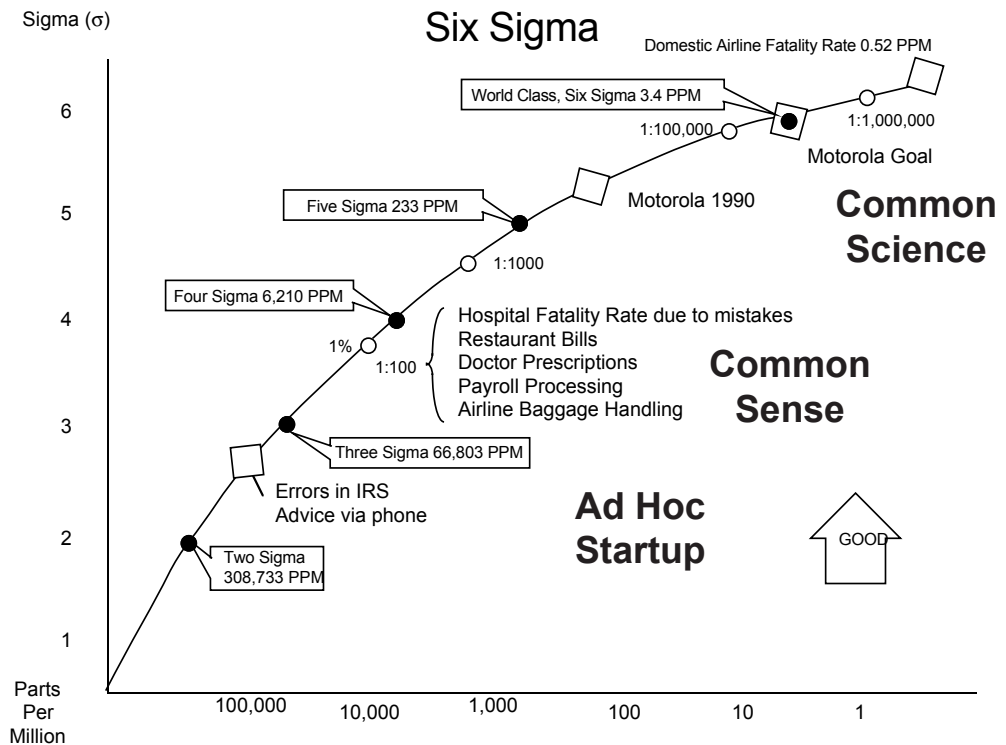 Sigma (σ)
Six Sigma
Domestic Airline Fatality Rate 0.52 PPM
World Class, Six Sigma 3.4 PPM
6
1:100,000
1:1,000,000
Motorola Goal
Motorola 1990
Common
Science
Five Sigma 233 PPM
5
1:1000
Four Sigma 6,210 PPM
4
1%
1:100
Hospital Fatality Rate due to mistakes
Restaurant Bills
Doctor Prescriptions
Payroll Processing
Airline Baggage Handling
Common
Sense
3
Three Sigma 66,803 PPM
Errors in IRS
Advice via phone
Ad Hoc
Startup
GOOD
2
Two Sigma
308,733 PPM
1
Parts
Per
Million
100,000
10,000
1,000
100
10
1